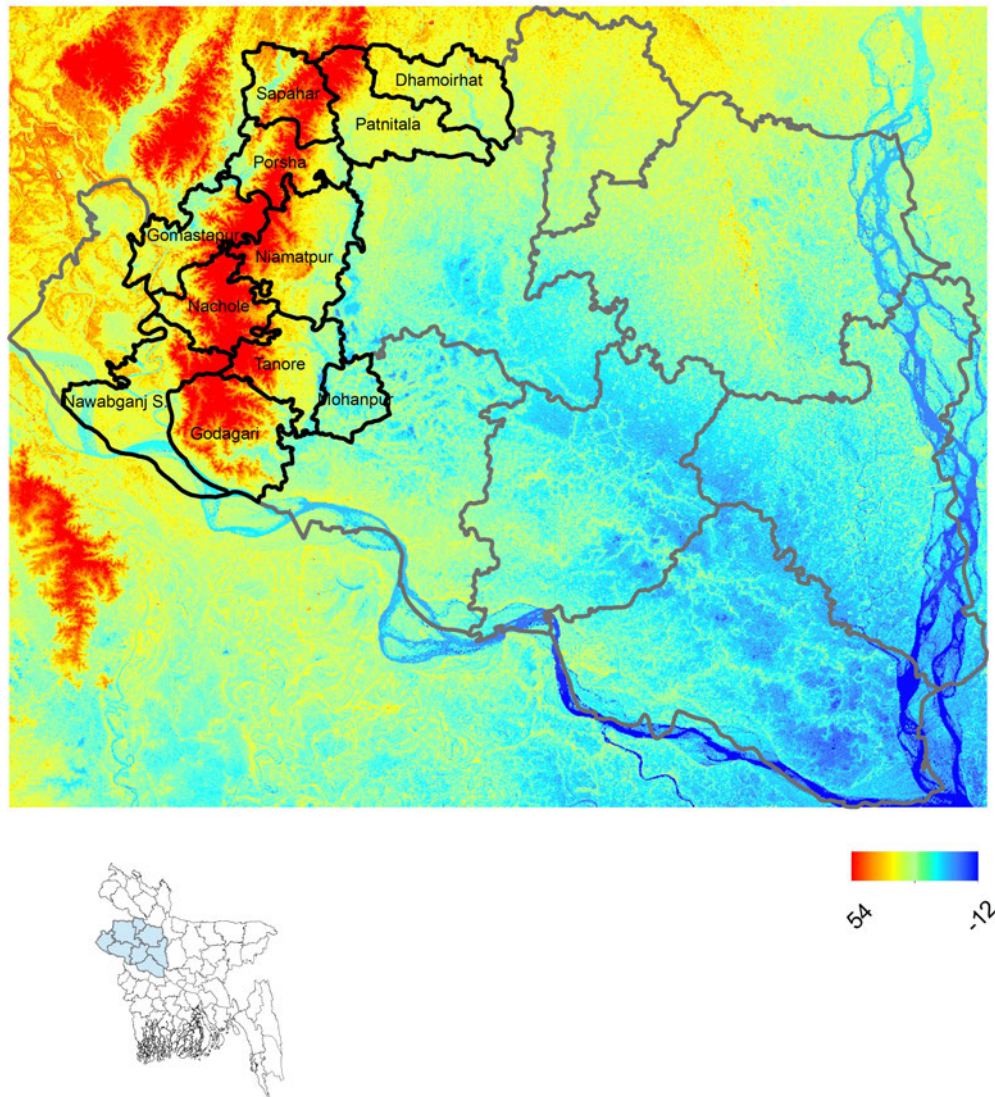 Dhamoirhat
Sapahar
Patnitala
Porsha
Gomastapur
Niamatpur
Nachole
Tanore
Nawabganj S.
Mohanpur
Godagari
54
-12